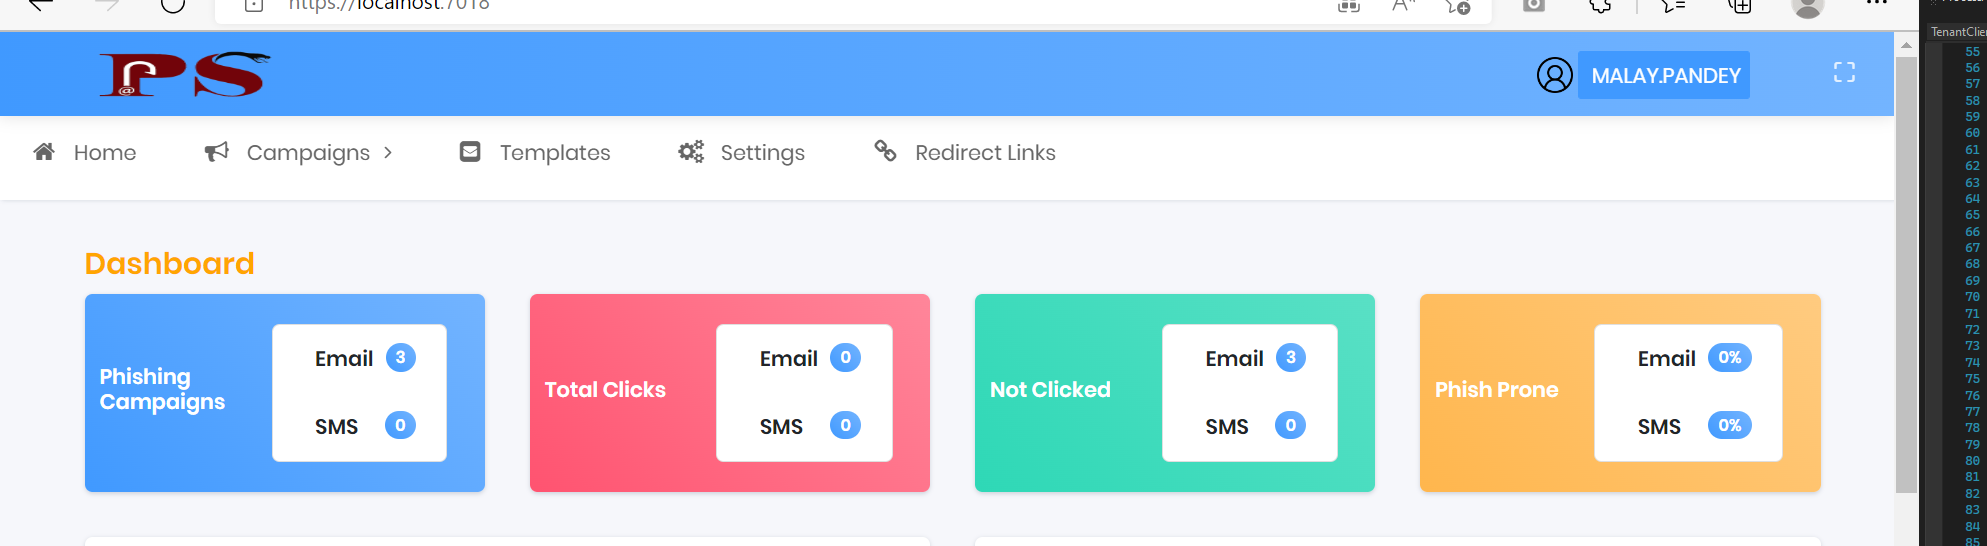 https://localhost:7018
TenantClie
PS
@
MALAY.PANDEY
Home
Campaigns
Templates
Settings
Redirect Links
Dashboard
Phishing
Campaigns
Email 3
SMS 0
Total Clicks
Email 0
SMS 0
Not Clicked
Email 3
SMS 0
Phish Prone
Email 0%
SMS 0%
55
56
57
58
59
60
61
62
63
64
65
66
67
68
69
70
71
72
73
74
75
76
77
78
79
80
81
82
83
84
85